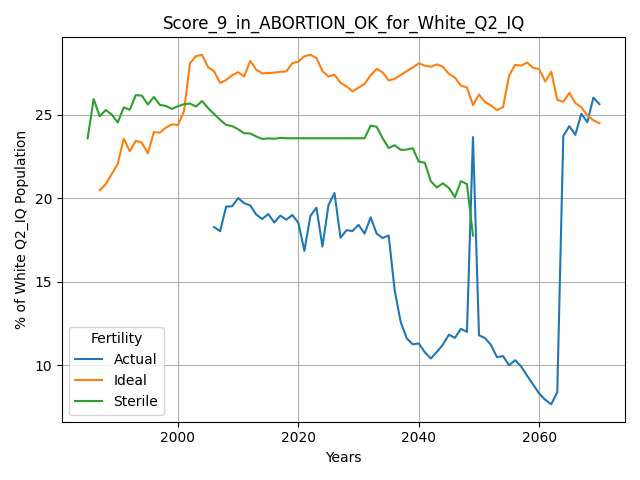 Score_9_in_ABORTION_OK_for_White_Q2_IQ
% of White Q2_IQ Population
25
20
15
10
Fertility
Actual
Ideal
Sterile
2000
2020
2040
2060
Years